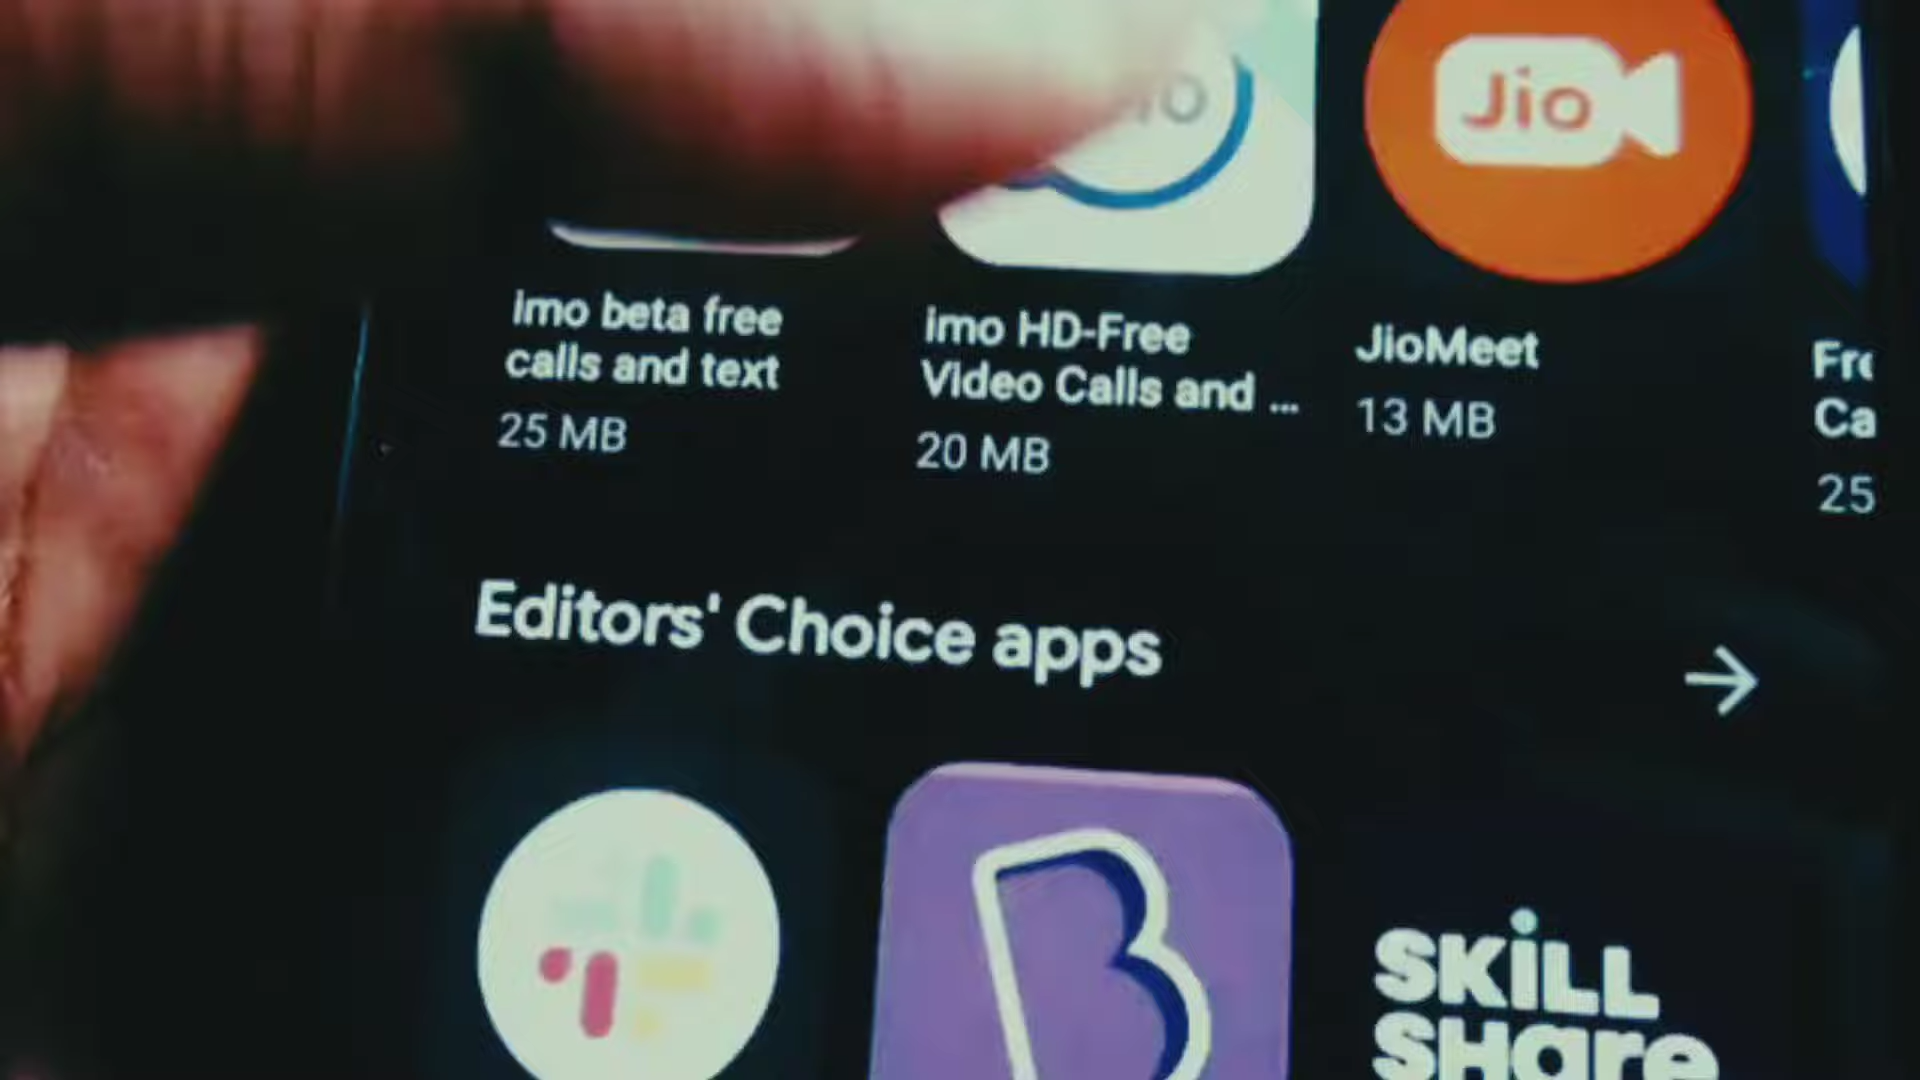 Jio
imo beta free
calls and text
25 MB
imo HD-Free
Video Calls and ...
20 MB
JioMeet
13 MB
25
Editors' Choice apps
B
SKiLL
SHare